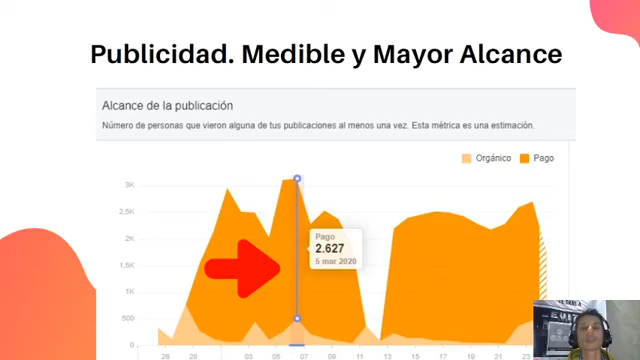 Publicidad. Medible y Mayor Alcance
Alcance de la publicación
Número de personas que vieron alguna de tus publicaciones al menos una vez. Esta métrica es una estimación.
Orgánico Pago
3K
2,5K
2K
1,5K
1K
500
0
Pago
2.627
5 mar 2020
26 28 01 03 05 07 09 11 13 15 17 19 21 23